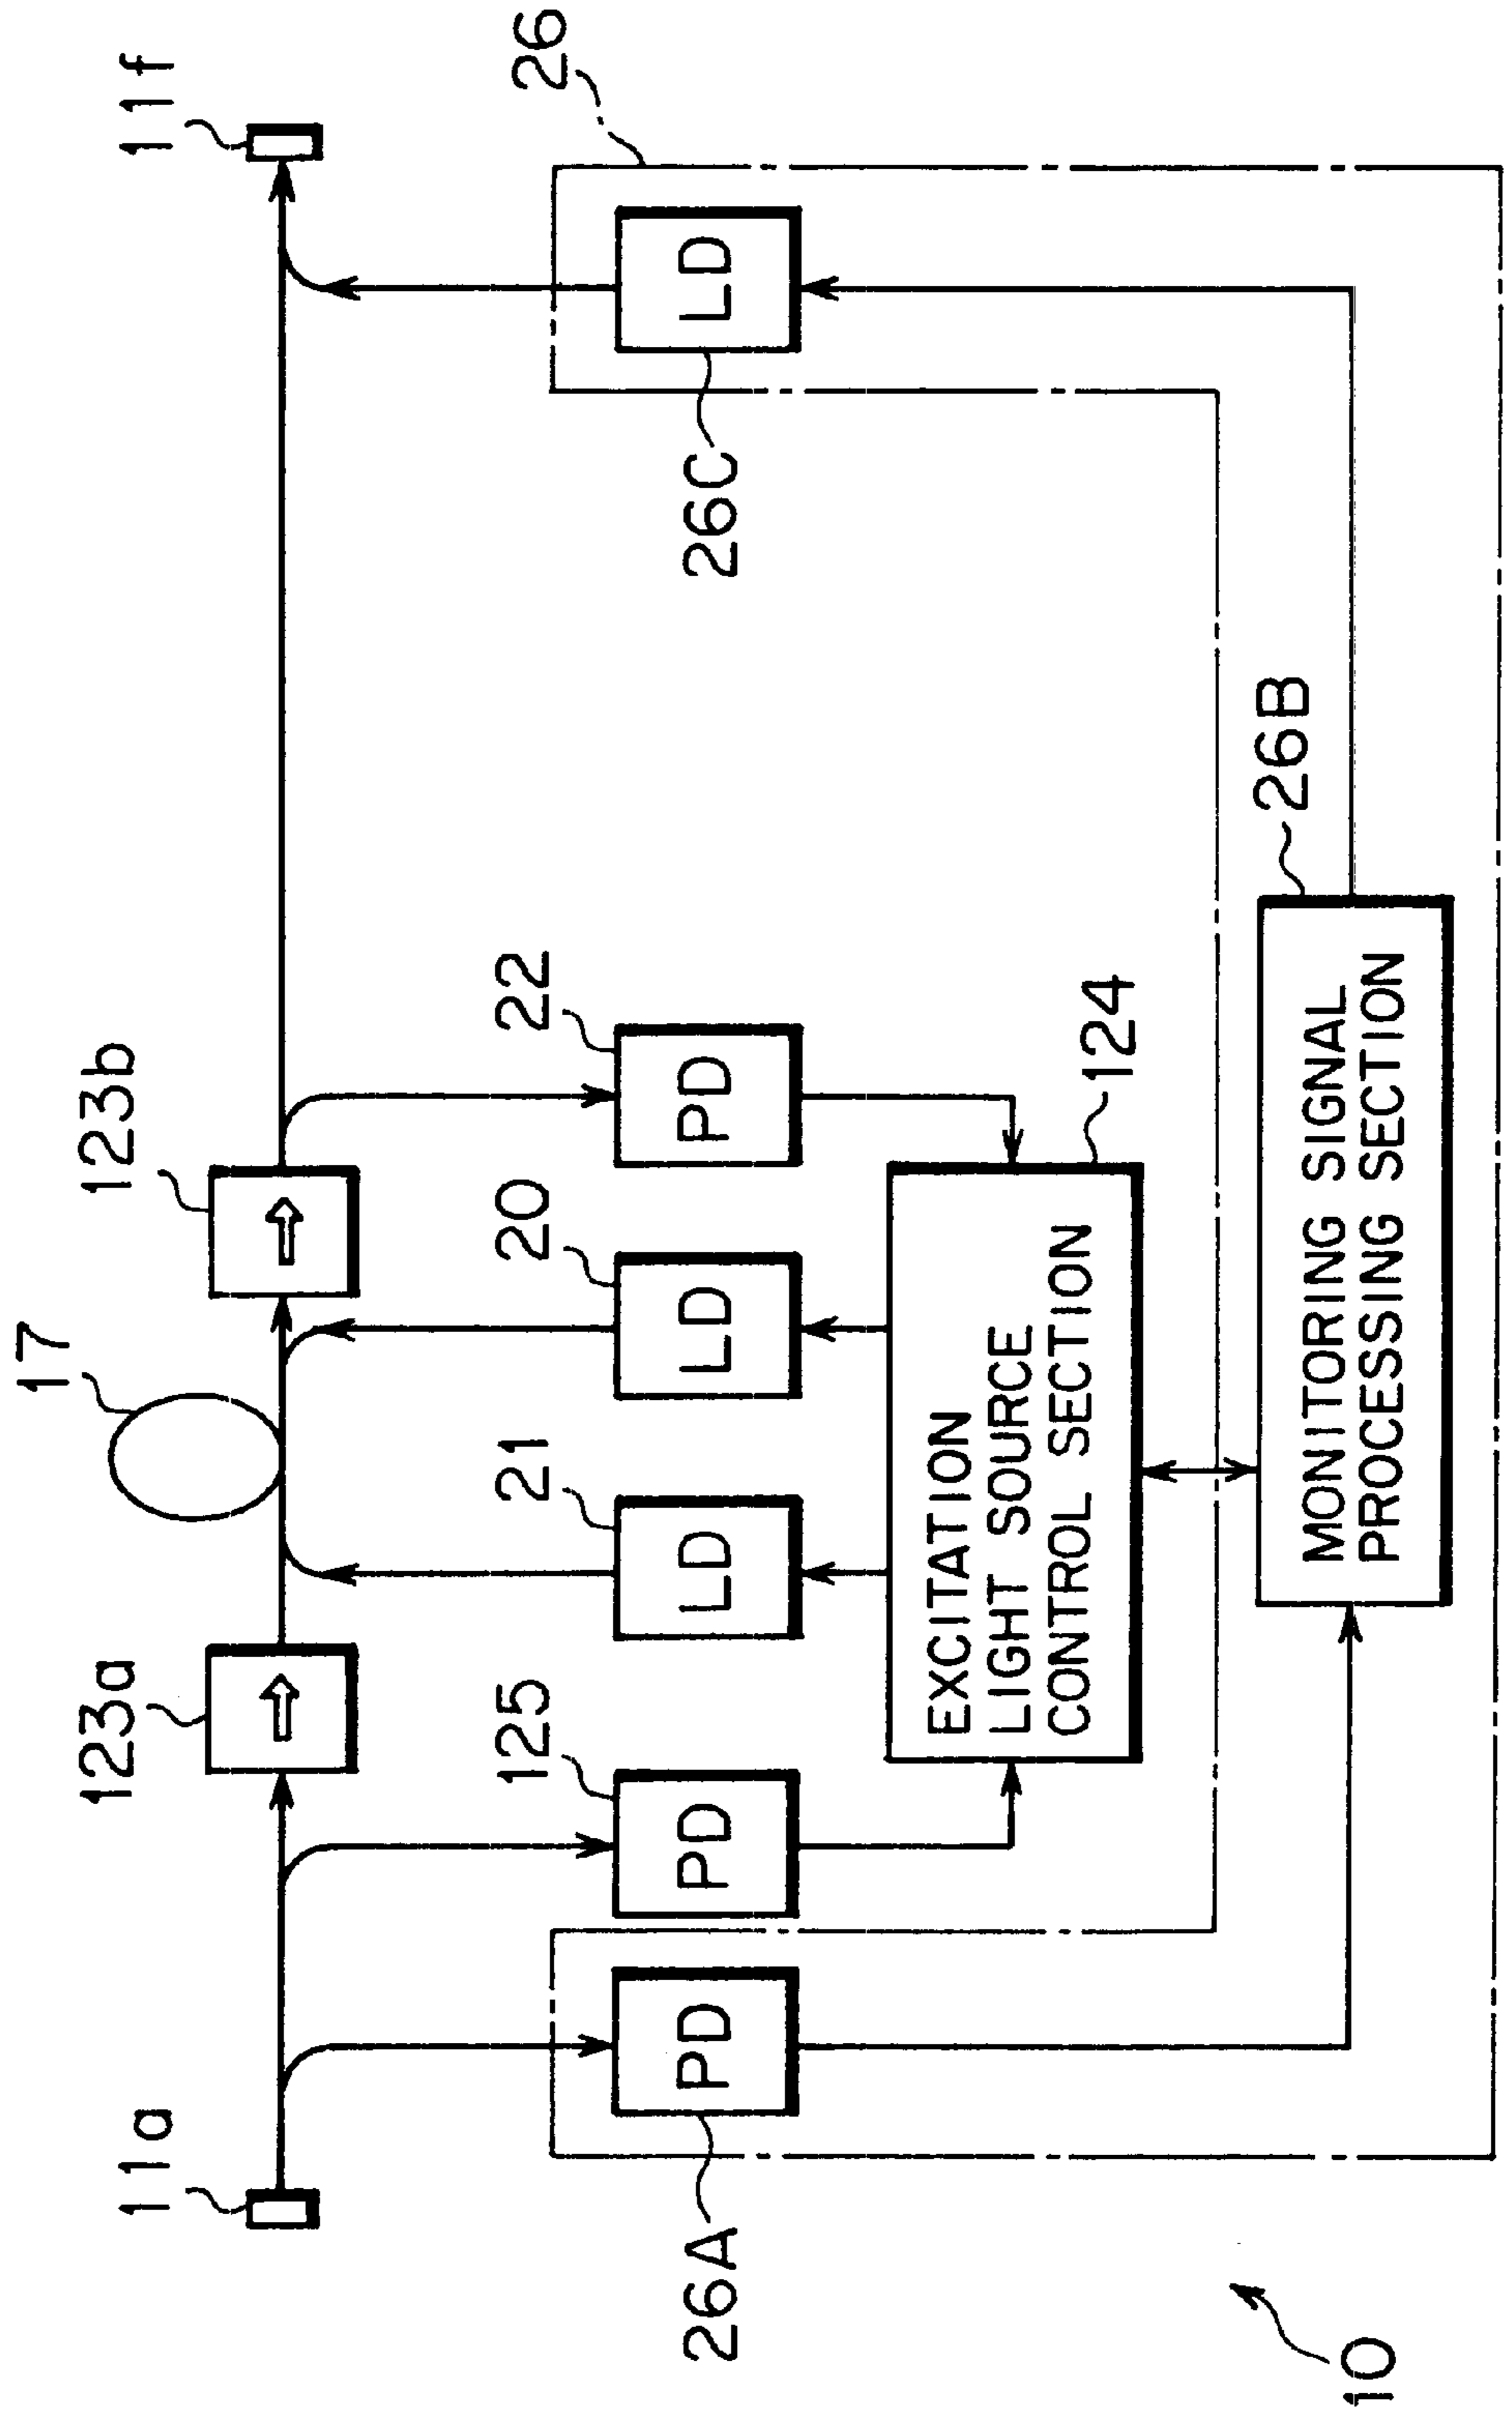 17
123a
123b
11a
11f
125
21
20
22
26
PD
PD
LD
LD
PD
LD
26A
26C
EXCITATION
LIGHT SOURCE
CONTROL SECTION
124
26B
MONITORING SIGNAL
PROCESSING SECTION
10